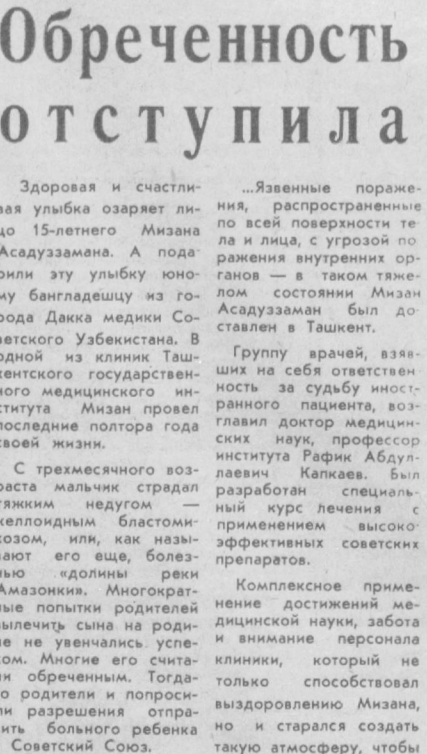 Обреченность
отступила
Здоровая и счастли-
вая улыбка озаряет ли-
цо 15-летнего Мизана
Асадуззамана. А пода
рили эту улыбку юно-
му бангладешцу из го-
рода Дакка медики Со-
ветского Узбекистана. В
одной из клиник Таш-
кентского государствен-
ного медицинского ин-
ститута Мизан провел
последние полтора года
своей жизни.
С трехмесячного воз-
раста мальчик страдал
тяжким недугом —
келлоидным бластоми-
козом, или, как назы-
вают его еще, болез-
нью «долины реки
Амазонки». Многократ-
ные попытки родителей
вылечить сына на роди-
не не увенчались успе-
хом. Многие его счита-
ли обреченным. Тогда-
то родители и попроси-
ли разрешения отпра-
вить больного ребенка
в Советский Союз.
...Язвенные пораже-
ния, распространенные
по всей поверхности те
ла и лица, с угрозой по
ражения внутренних ор-
ганов — в таком тяже-
лом состоянии Мизан
Асадуззаман был до-
ставлен в Ташкент.
Группу врачей, взяв-
ших на себя ответствен-
ность за судьбу иност-
ранного пациента, воз-
главил доктор медицин-
ских наук, профессор
института Рафик Абдул-
лаевич Капкаев. Был
разработан специаль-
ный курс лечения с
применением высоко-
эффективных советских
препаратов.
Комплексное приме-
нение достижений ме-
дицинской науки, забота
и внимание персонала
клиники, который не
только способствовал
выздоровлению Мизана,
но и старался создать
такую атмосферу, чтобы